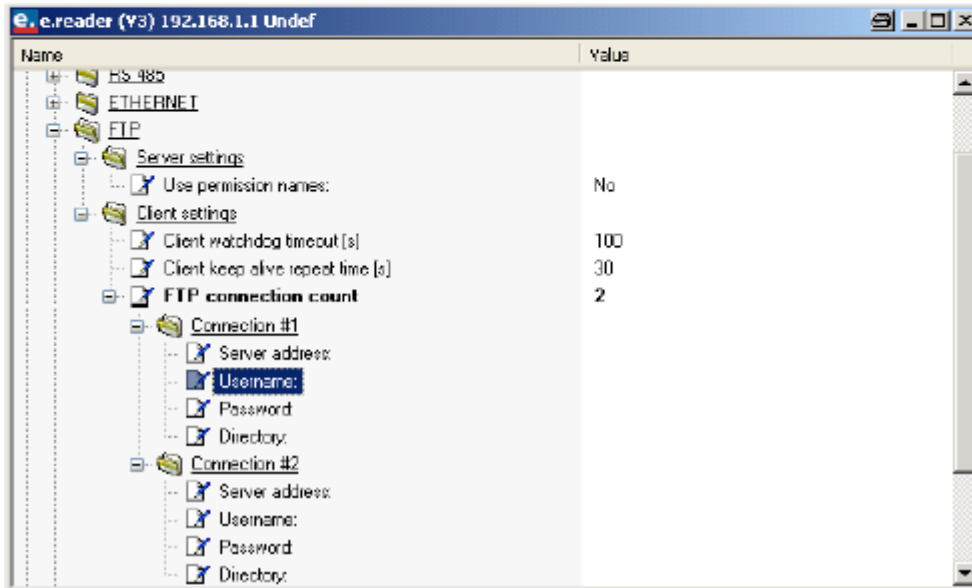 e. e.reader (V3) 192.168.1.1 Undef
Name Value
RS 485
ETHERNET
FTP
Server settings
Use permission names: No
Client settings
Client watchdog timeout [s] 100
Client keep alive repeat time [s] 30
FTP connection count 2
Connection #1
Server address:
Username:
Password:
Directory:
Connection #2
Server address:
Username:
Password:
Directory: